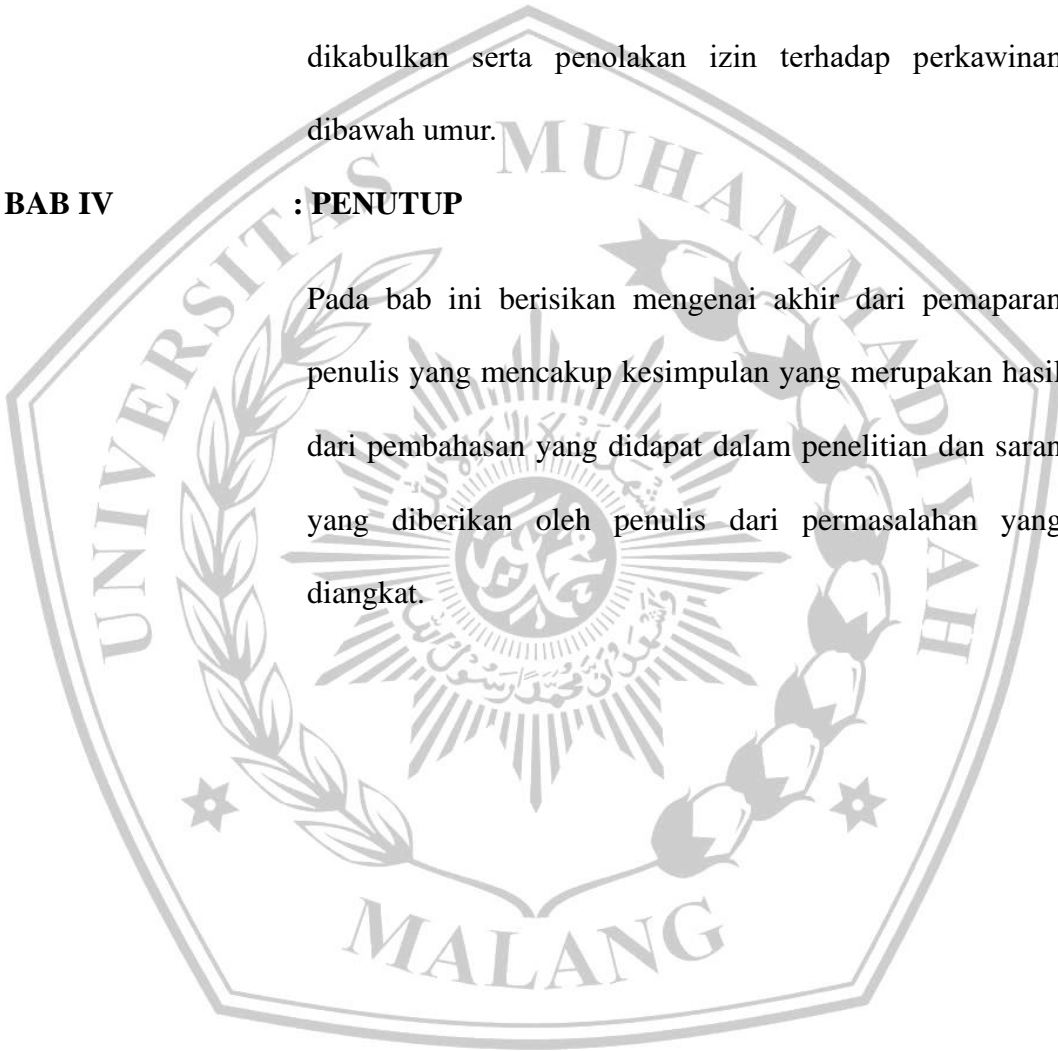 dikabulkan serta penolakan izin terhadap perkawinan
dibawah umur.
BAB IV : PENUTUP
Pada bab ini berisikan mengenai akhir dari pemaparan
penulis yang mencakup kesimpulan yang merupakan hasil
dari pembahasan yang didapat dalam penelitian dan saran
yang diberikan oleh penulis dari permasalahan yang
diangkat.
UNIVERSITAS MUHAMMADIYAH
MALANG